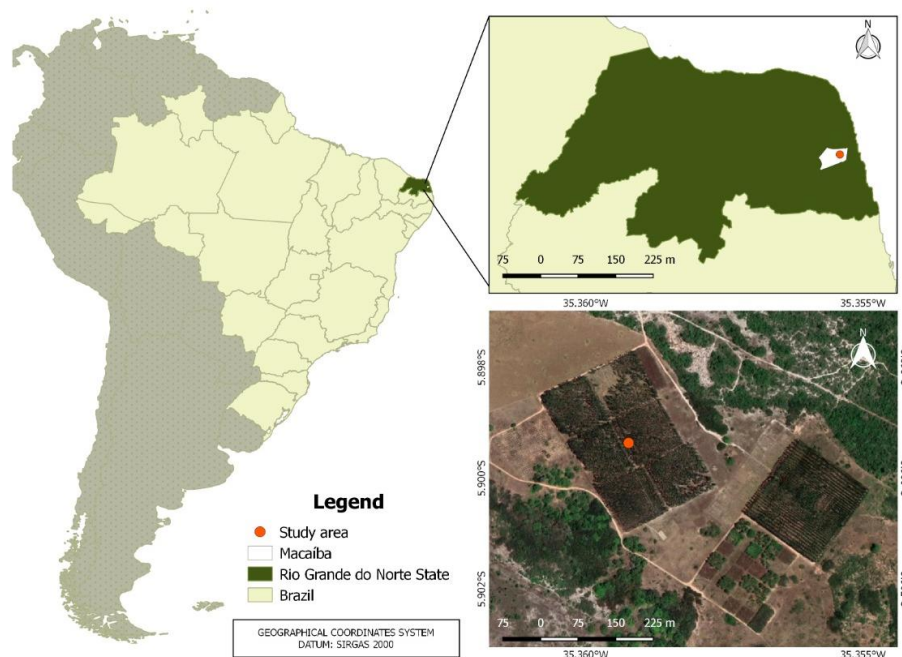 Legend
Study area
Macaíba
Rio Grande do Norte State
Brazil
GEOGRAPHICAL COORDINATES SYSTEM
DATUM: SIRGAS 2000
N
75 0 75 150 225 m
35.360°W 35.355°W
5.898°S
5.900°S
5.902°S
N
75 0 75 150 225 m
35.360°W 35.355°W